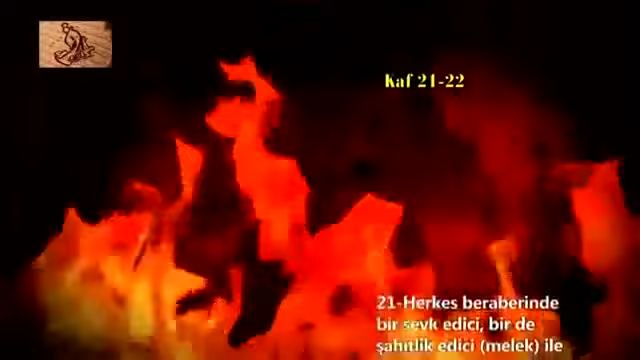 Kaf 21-22
21-Herkes beraberinde
bir sevk edici, bir de
şahitlik edici (melek) ile